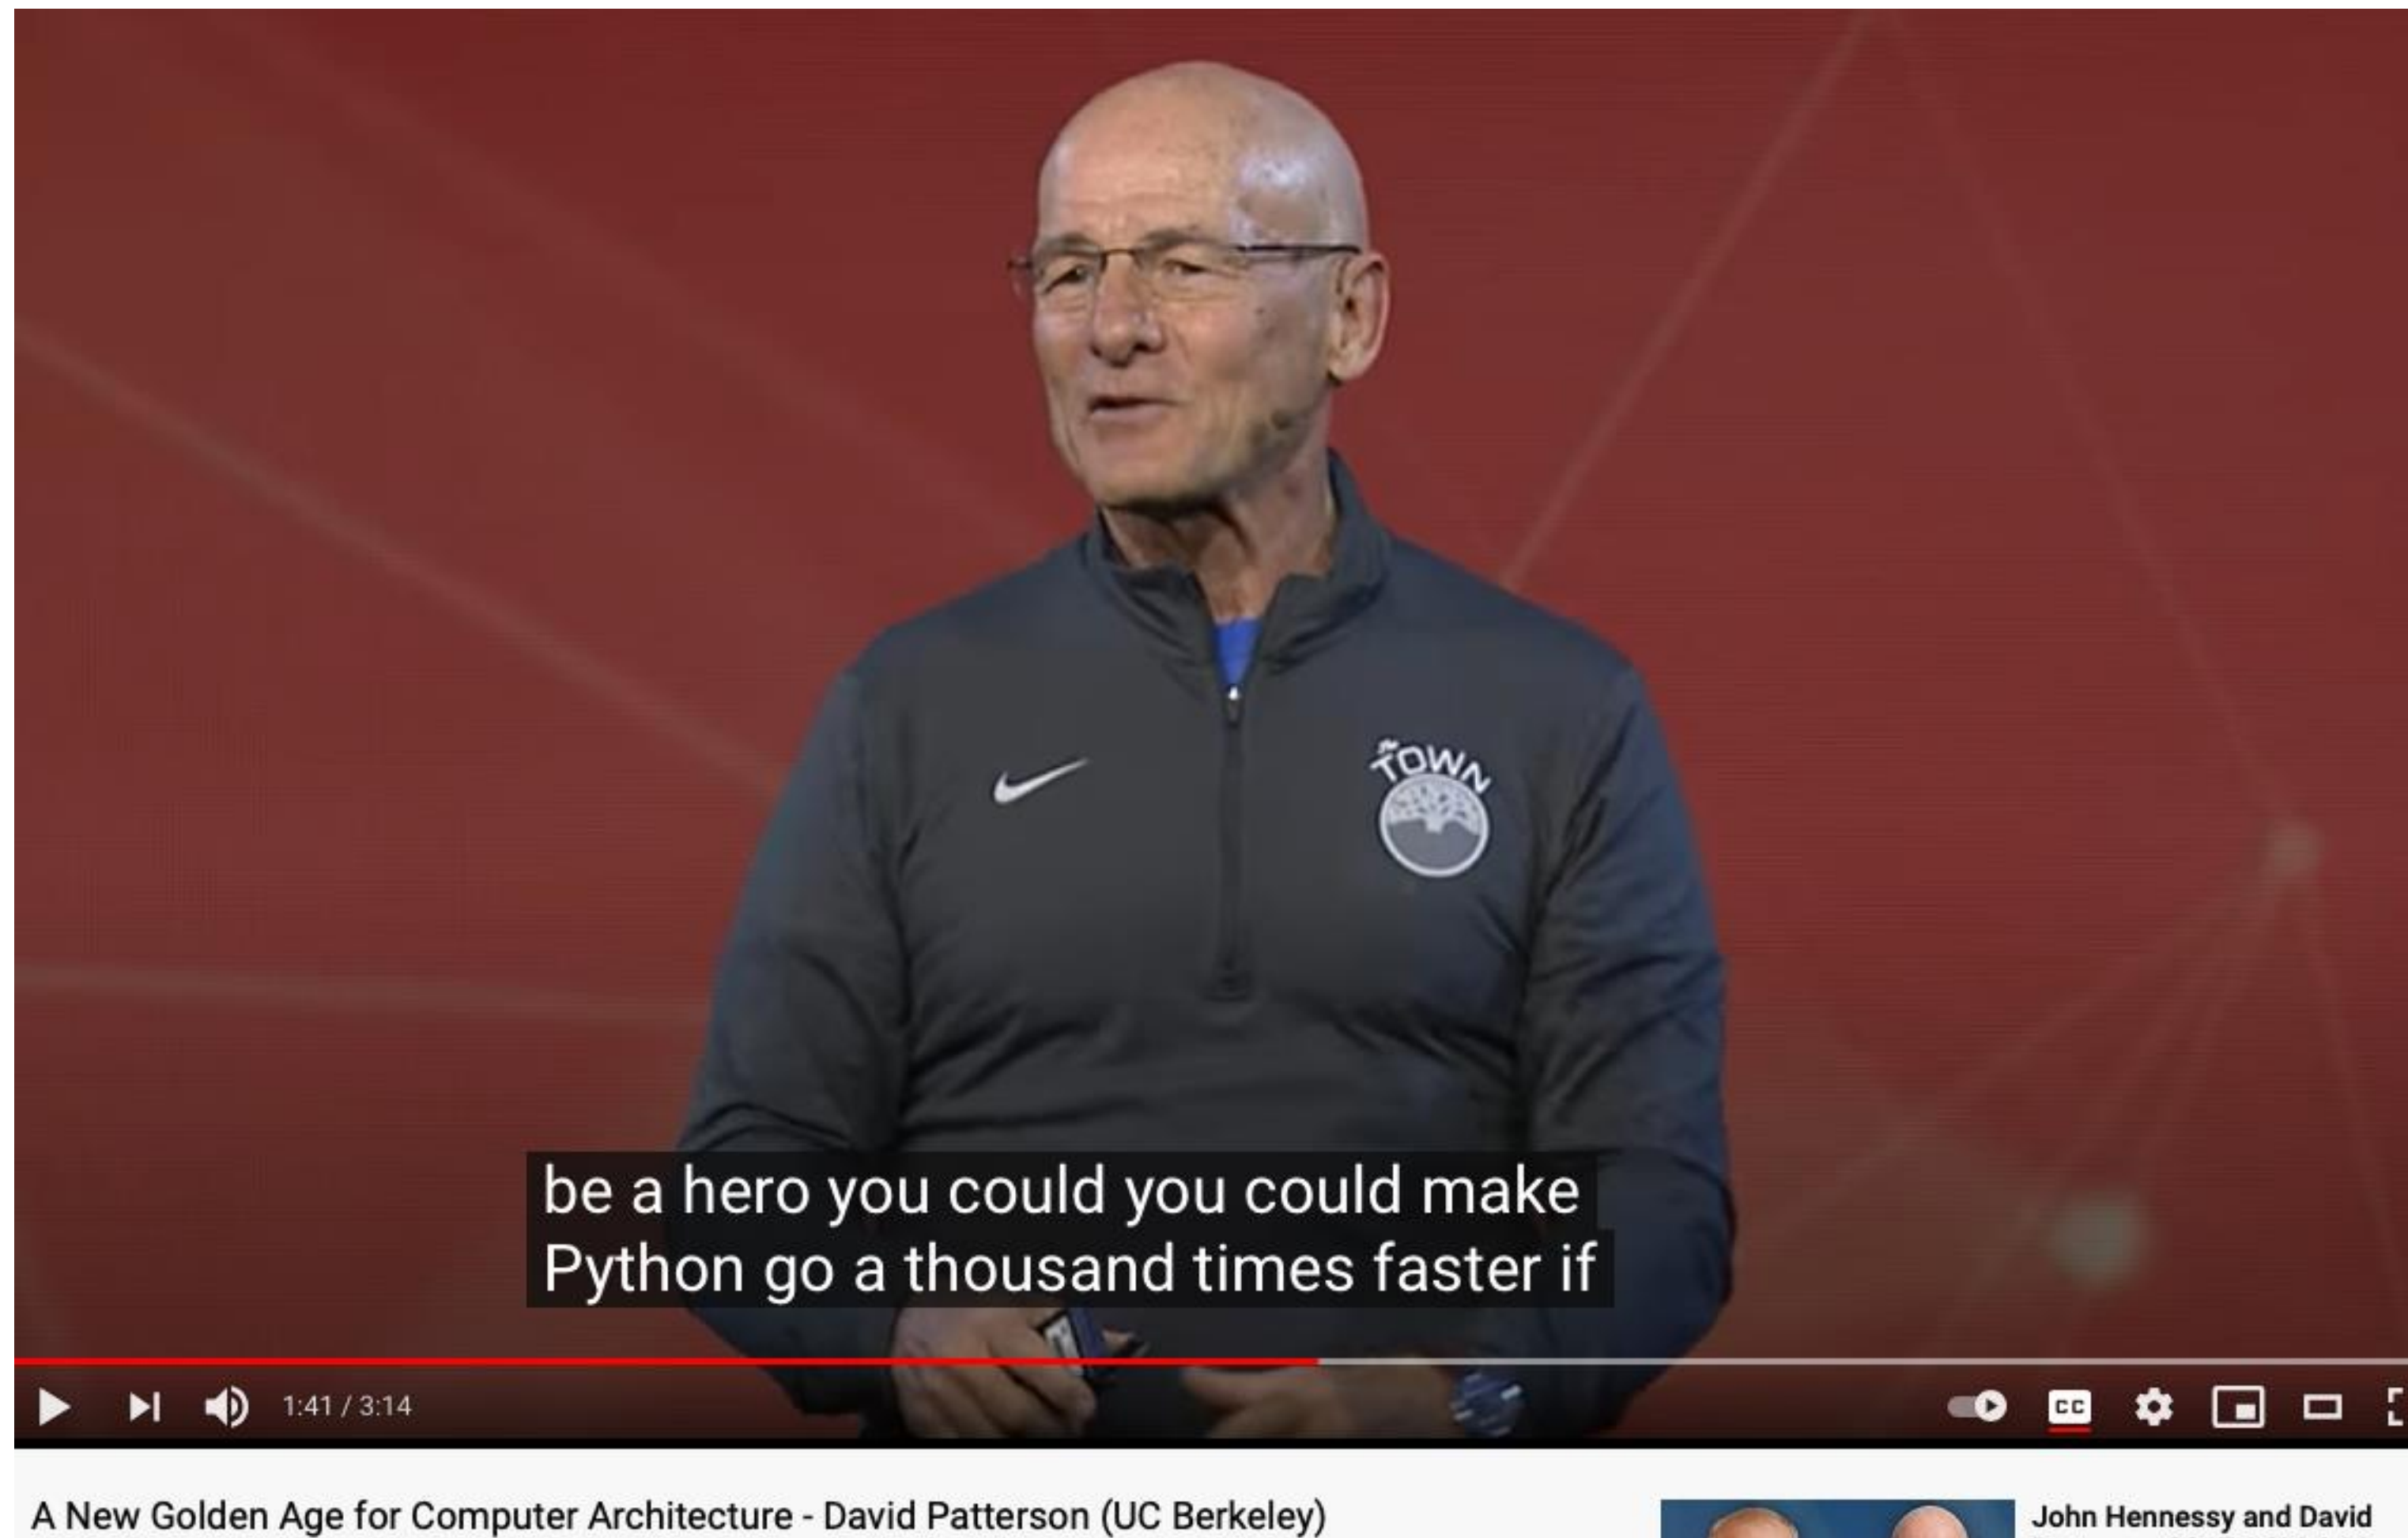 THE
TOWN
be a hero you could you could make
Python go a thousand times faster if
1:41 / 3:14
CC
A New Golden Age for Computer Architecture - David Patterson (UC Berkeley)
John Hennessy and David